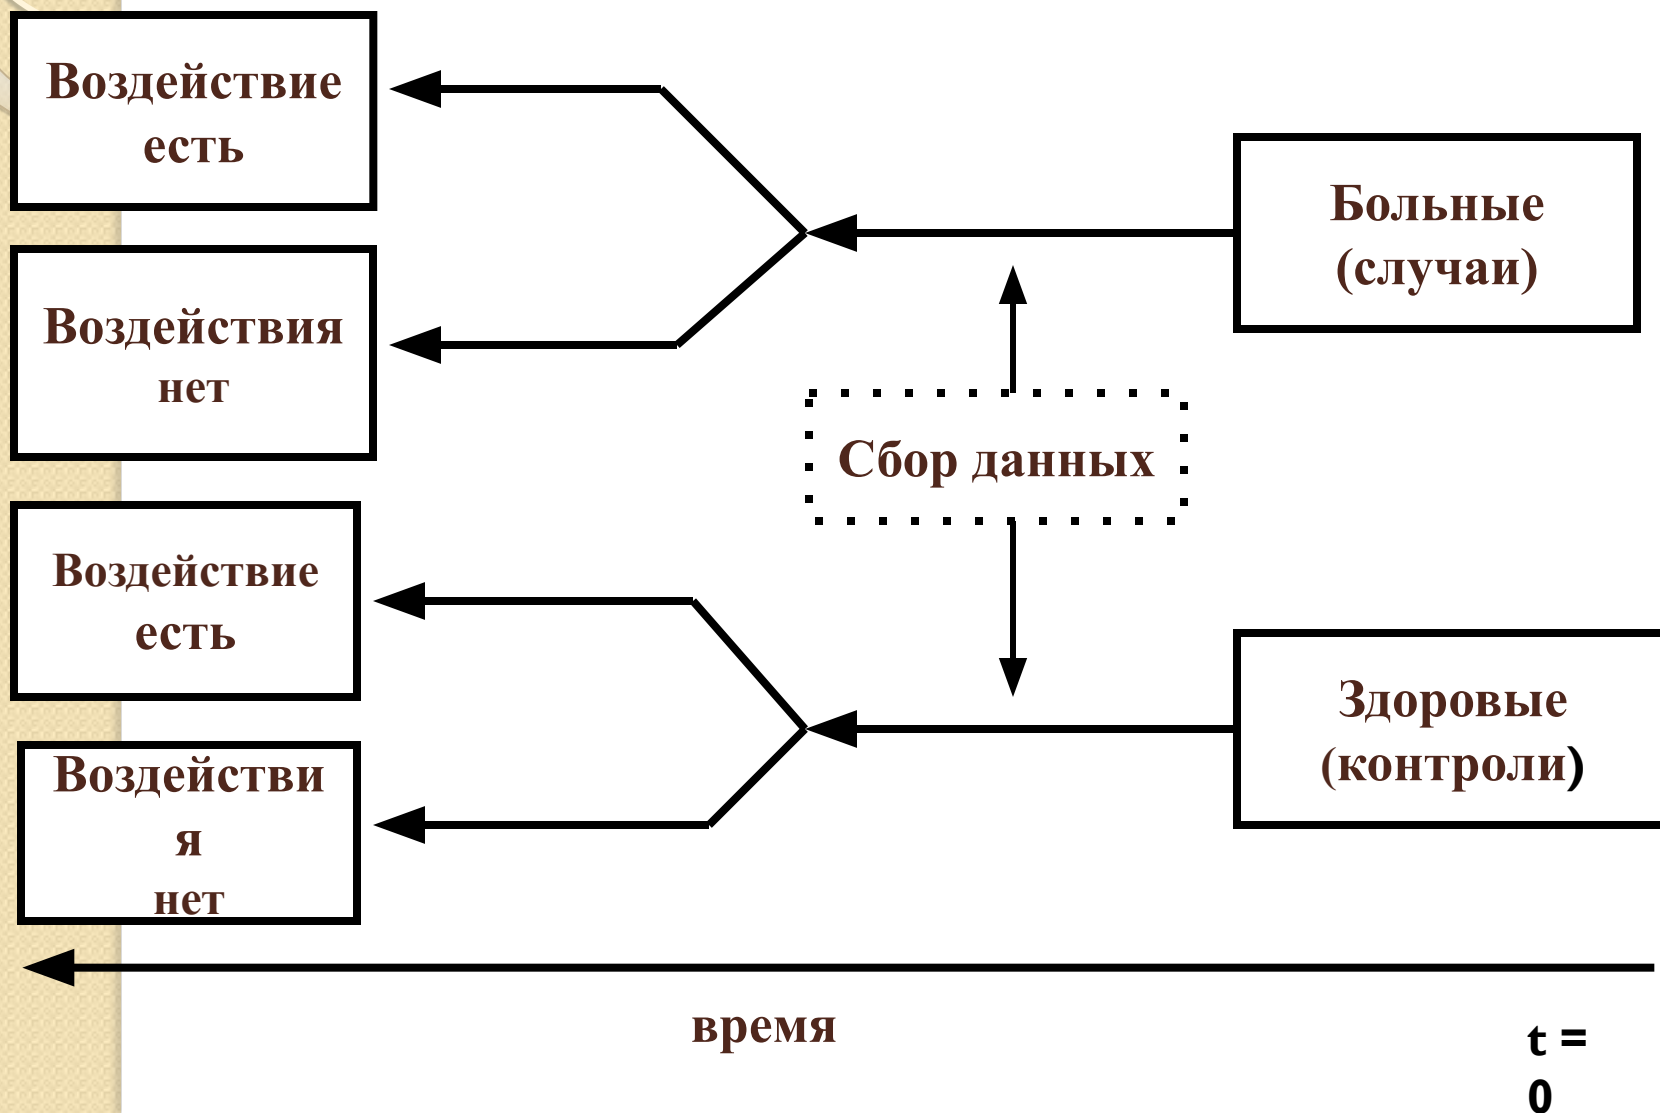 Воздействие
есть
Больные
(случаи)
Воздействия
нет
Сбор данных
Воздействие
есть
Здоровые
(контроли)
Воздействи
я
нет
время
t =
0